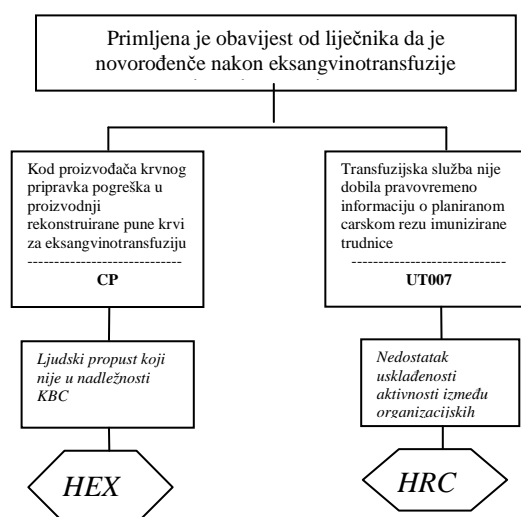 Primljena je obavijest od liječnika da je
novorođenče nakon eksangvinotransfuzije
Kod proizvođača krvnog
pripravka pogreška u
proizvodnji
rekonstruirane pune krvi
za eksangvinotransfuziju
-----------------------------
CP
Transfuzijska služba nije
dobila pravovremeno
informaciju o planiranom
carskom rezu imunizirane
trudnice
-----------------------------
UT007
Ljudski propust koji
nije u nadležnosti
KBC
Nedostatak
usklađenosti
aktivnosti između
organizacijskih
HEX
HRC